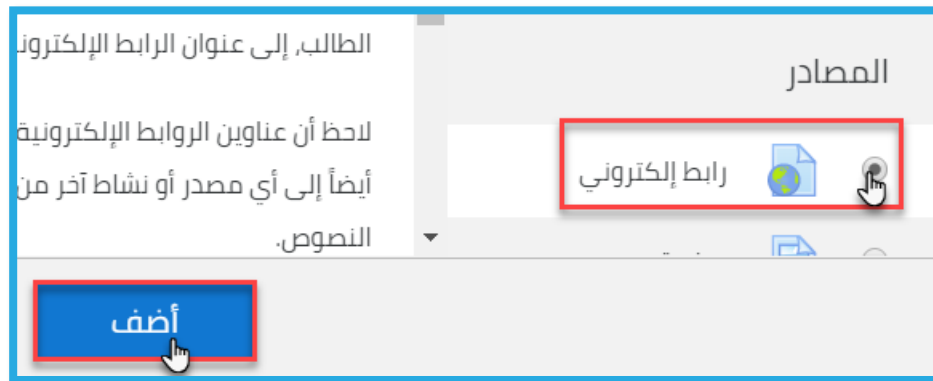 المصادر
رابط إلكتروني
الطالب, إلى عنوان الرابط الإلكترون
لاحظ أن عناوين الروابط الإلكترونية
أيضاً إلى أي مصدر أو نشاط آخر من
النصوص.
أضف